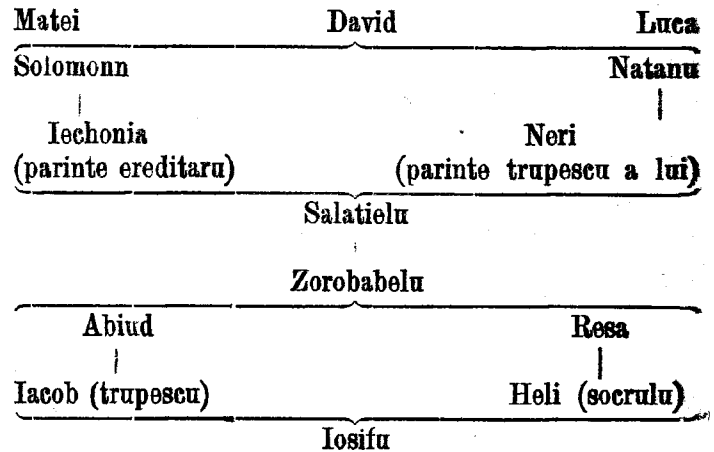 Matei David Luca
Solomonn Natanu
Iechonia Neri
(parinte ereditaru) (parinte trupescu a lui)
Salatielu
Zorobabelu
Abiud Resa
Iacob (trupescu) Heli (socrulu)
Iosifu